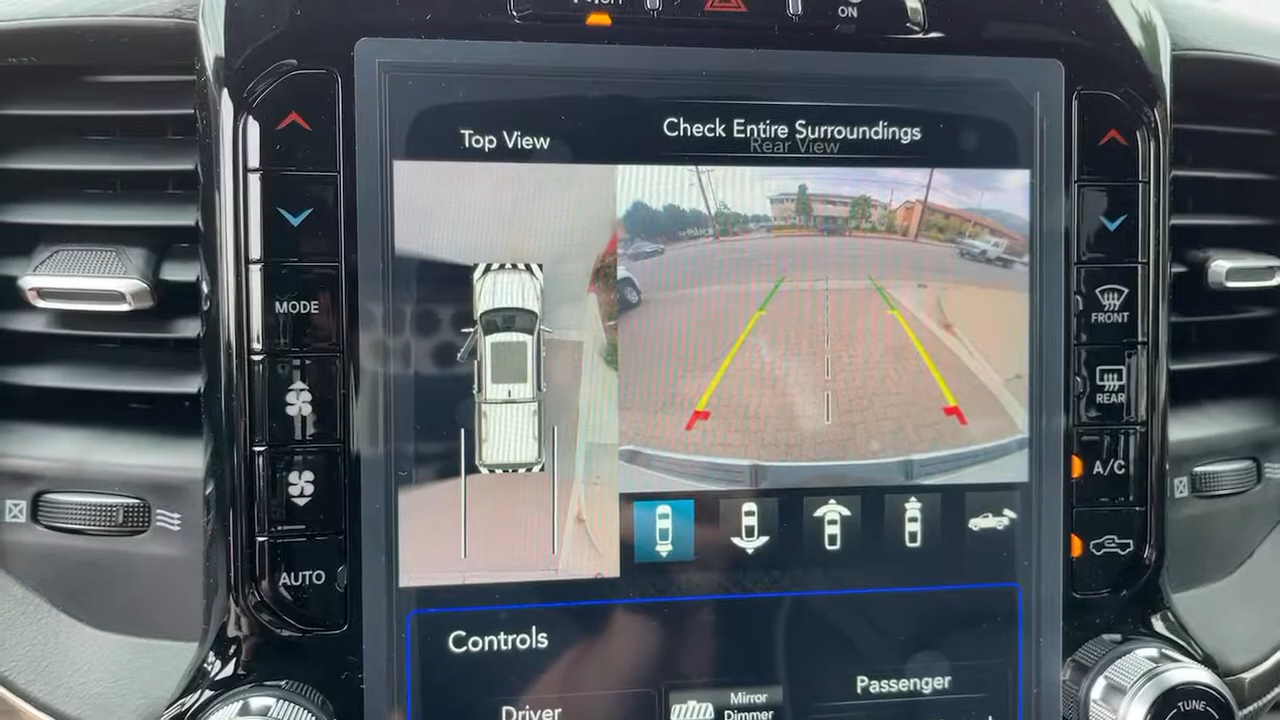 ON
Top View
Check Entire Surroundings
Rear View
MODE
FRONT
REAR
A/C
AUTO
Controls
Driver
Mirror
Dimmer
Passenger
TUNE